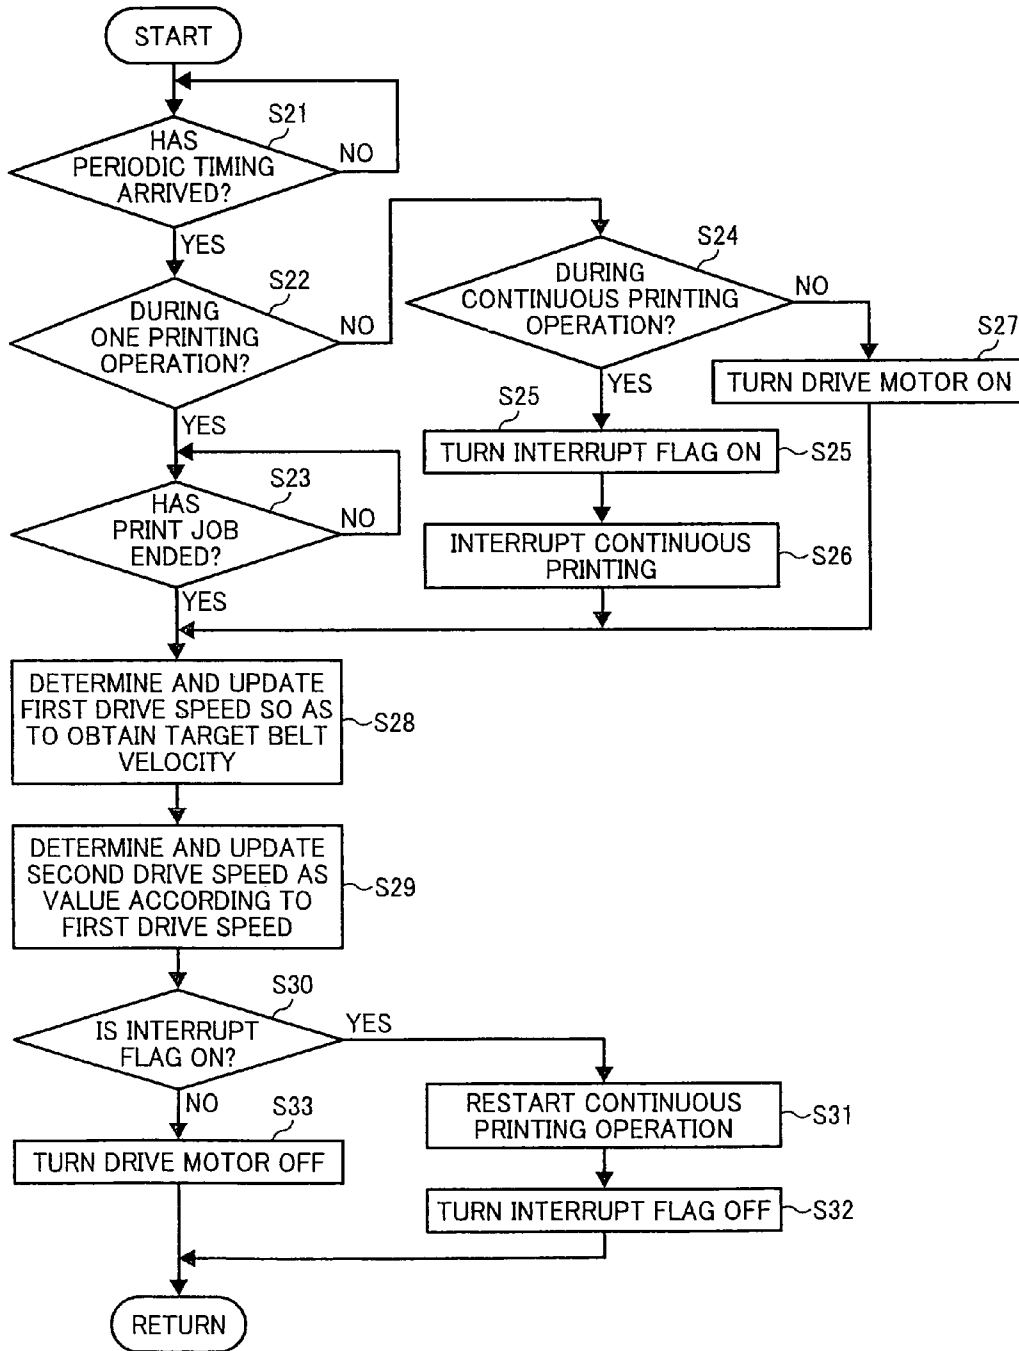 START
S21
HAS
PERIODIC TIMING
ARRIVED?
NO
YES
S22
DURING
ONE PRINTING
OPERATION?
NO
YES
S23
HAS
PRINT JOB
ENDED?
NO
YES
S24
DURING
CONTINUOUS PRINTING
OPERATION?
NO
YES
S27
TURN DRIVE MOTOR ON
S25
TURN INTERRUPT FLAG ON
S25
INTERRUPT CONTINUOUS
PRINTING
S26
DETERMINE AND UPDATE
FIRST DRIVE SPEED SO AS
TO OBTAIN TARGET BELT
VELOCITY
S28
DETERMINE AND UPDATE
SECOND DRIVE SPEED AS
VALUE ACCORDING TO
FIRST DRIVE SPEED
S29
S30
IS INTERRUPT
FLAG ON?
YES
NO
S33
TURN DRIVE MOTOR OFF
RESTART CONTINUOUS
PRINTING OPERATION
S31
TURN INTERRUPT FLAG OFF
S32
RETURN